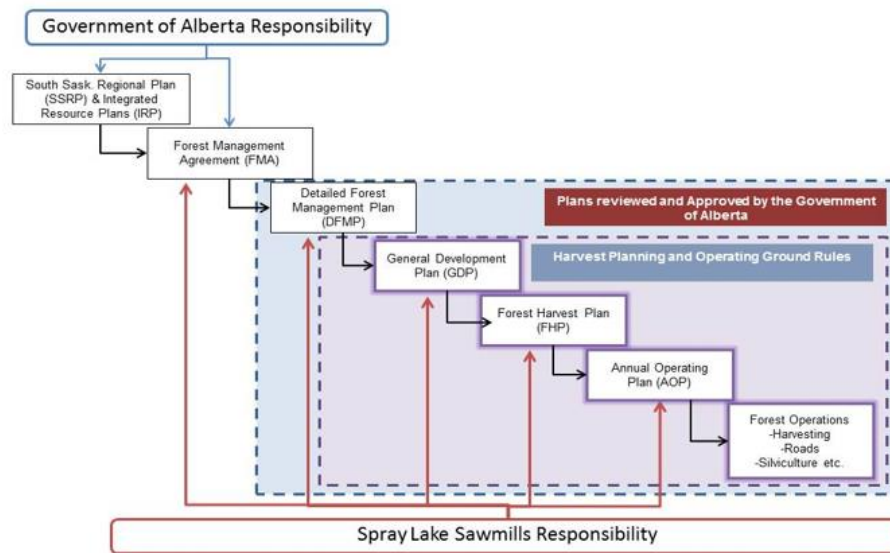 Government of Alberta Responsibility
South Sask. Regional Plan
(SSRP) & Integrated
Resource Plans (IRP)
Forest Management
Agreement (FMA)
Detailed Forest
Management Plan
(DFMP)
Plans reviewed and Approved by the Government
of Alberta
General Development
Plan (GDP)
Harvest Planning and Operating Ground Rules
Forest Harvest Plan
(FHP)
Annual Operating
Plan (AOP)
Forest Operations
-Harvesting
-Roads
-Silviculture etc.
Spray Lake Sawmills Responsibility